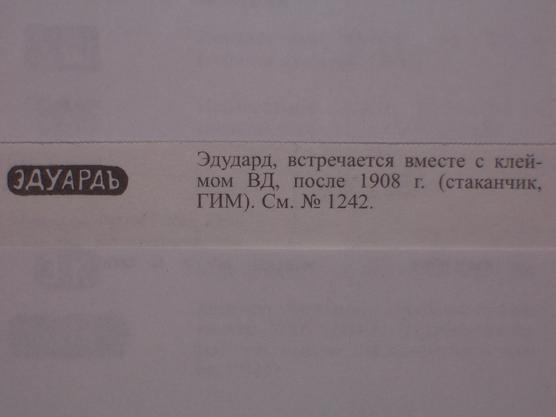 ЭДУАРДЪ
Эдудард, встречается вместе с клей-
мом ВД, после 1908 г. (стаканчик,
ГИМ). См. № 1242.